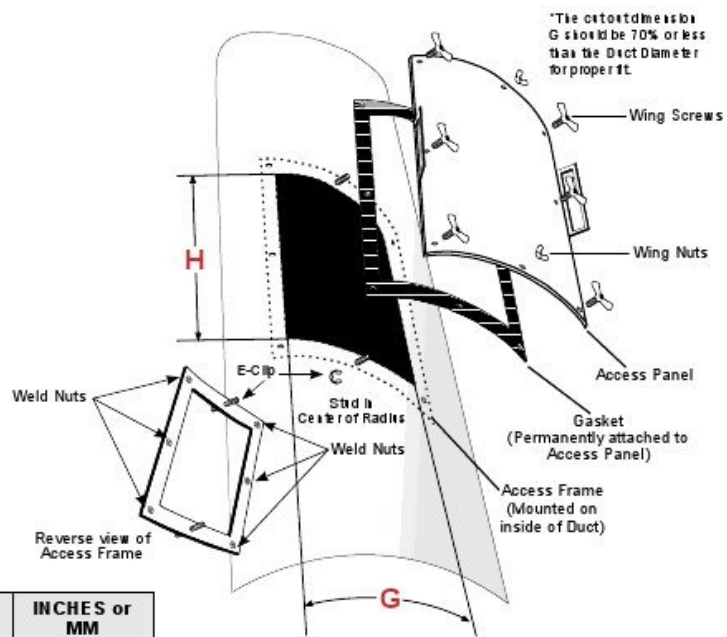 *The cutout dimension
G should be 70% or less
than the Duct Diameter
for proper fit.
Wing Screws
H
Wing Nuts
E-Clip
Access Panel
Weld Nuts
Stud In
Center of Radius
Gasket
(Permanently attached to
Access Panel)
Weld Nuts
Access Frame
(Mounted on
inside of Duct)
Reverse view of
Access Frame
G
INCHES or
MM